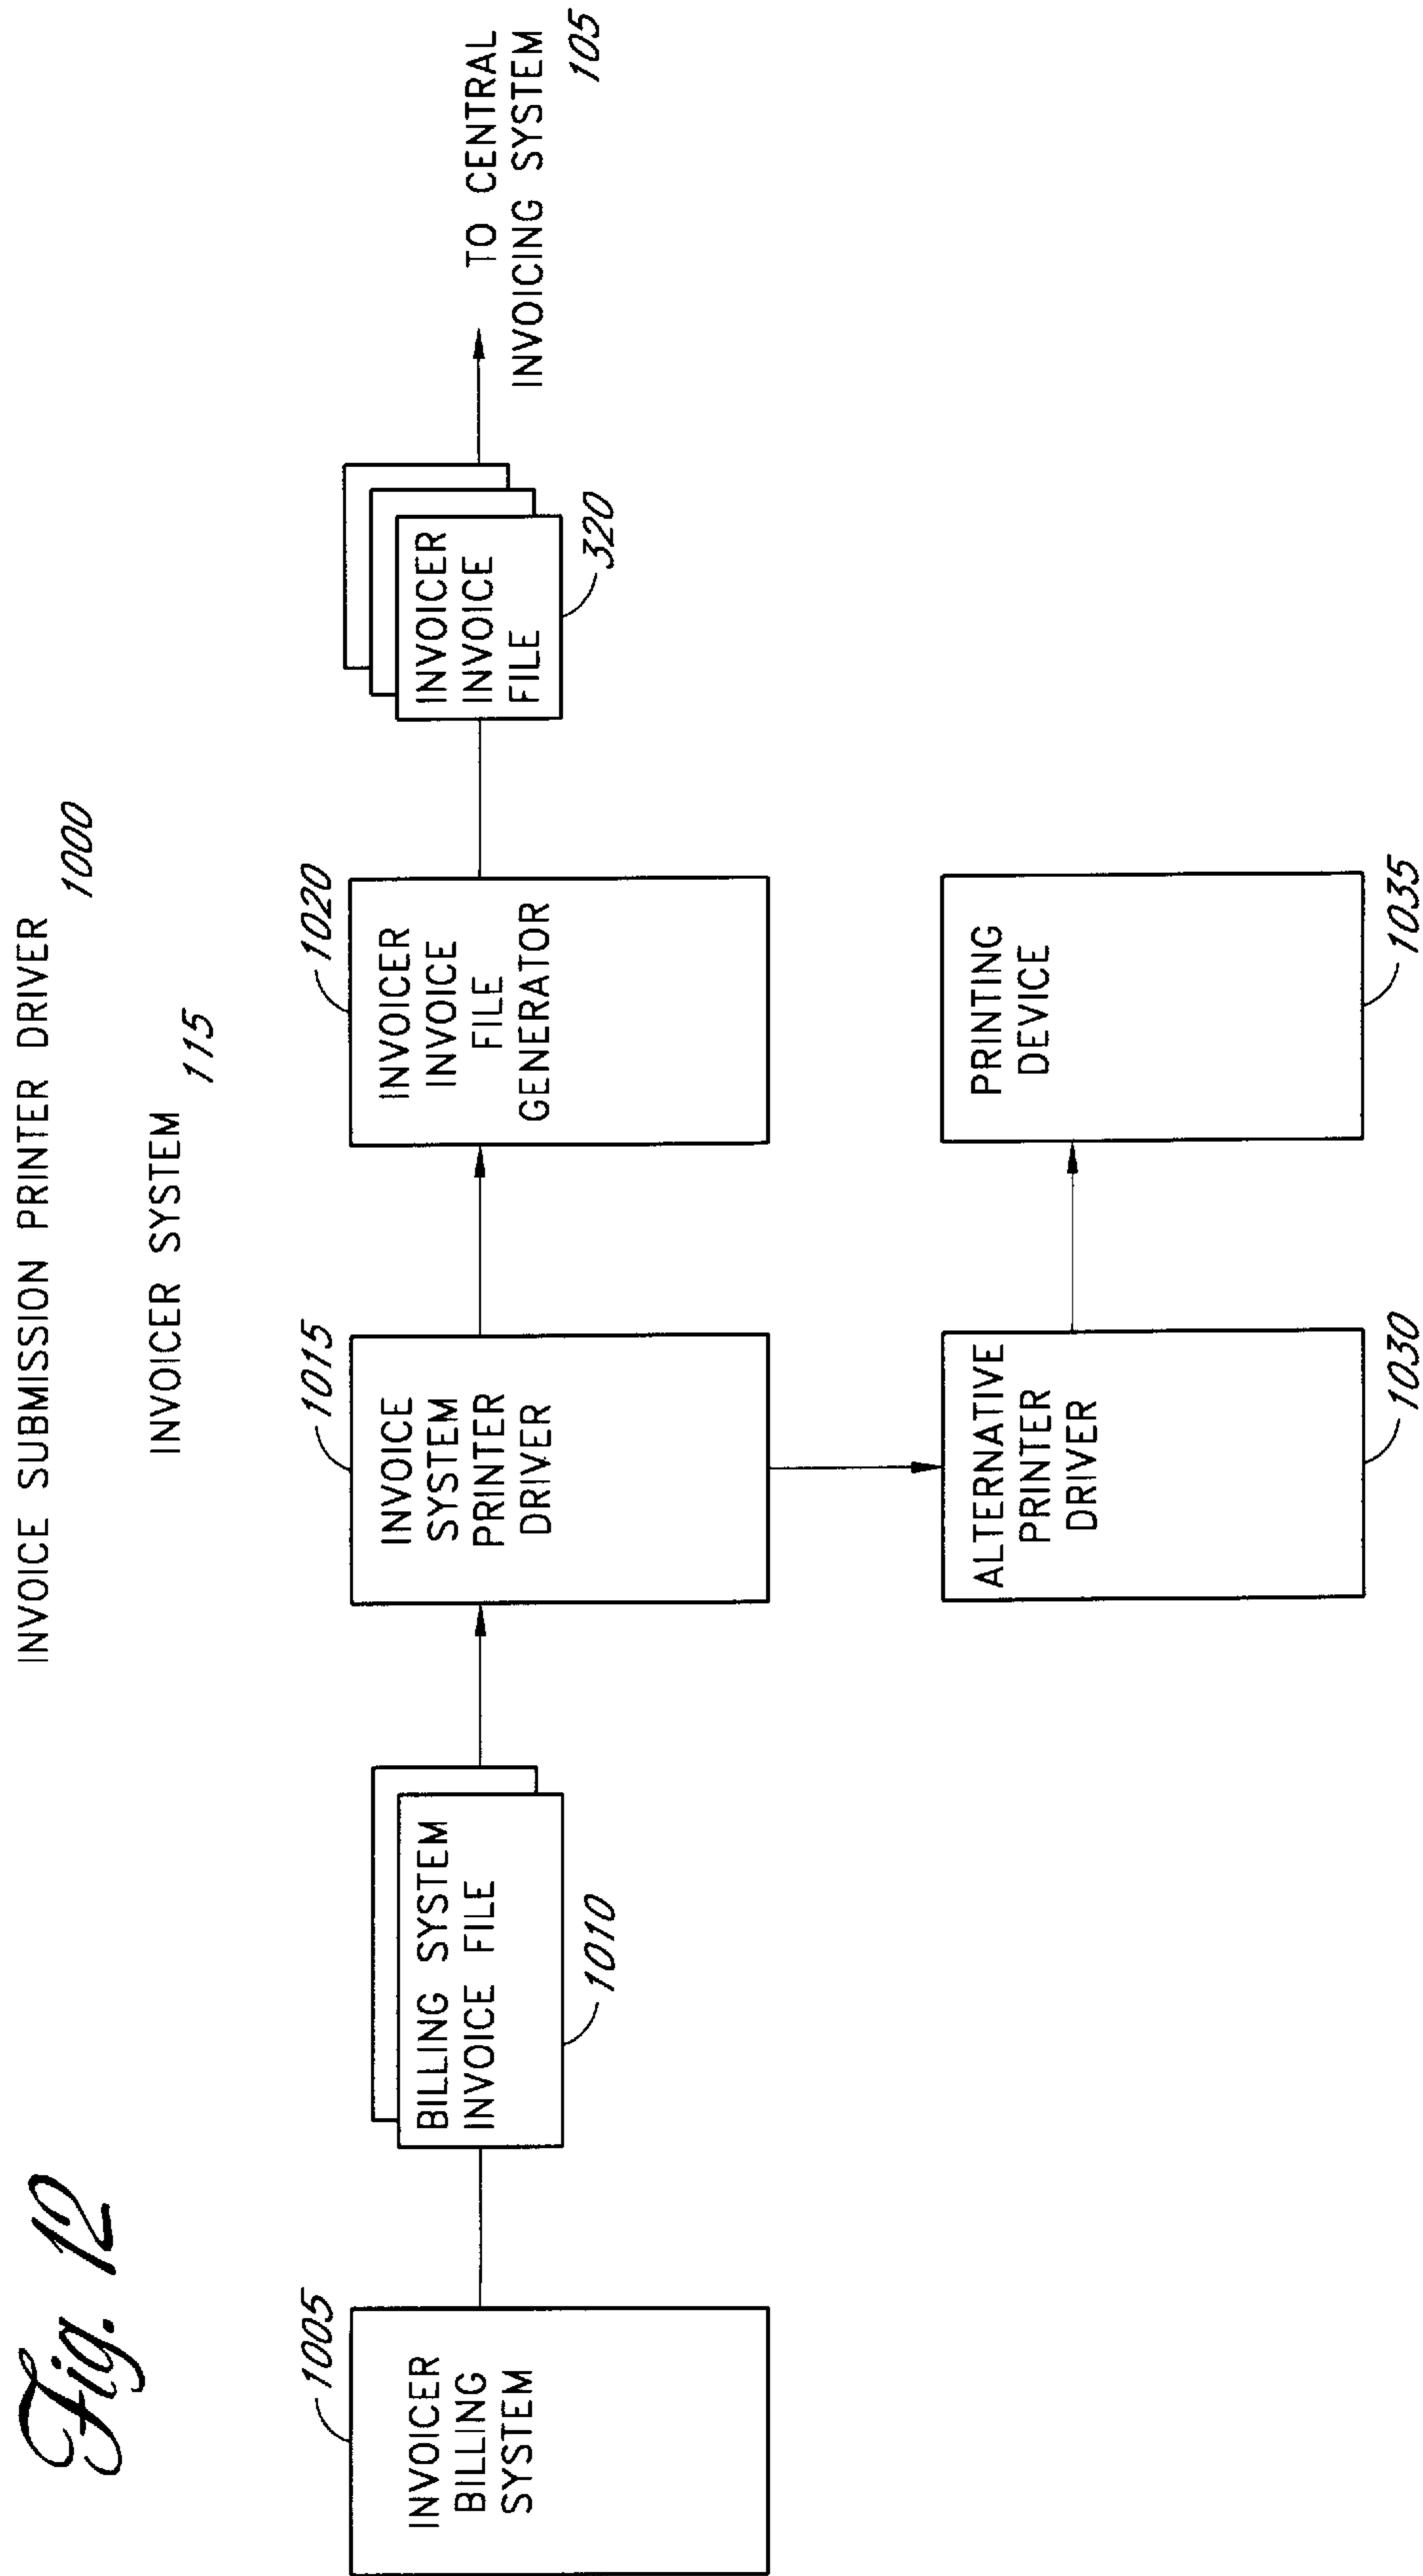 Fig. 12
INVOICE SUBMISSION PRINTER DRIVER
1000
INVOICER SYSTEM
115
1005
INVOICER
BILLING
SYSTEM
BILLING SYSTEM
INVOICE FILE
1010
1015
INVOICE
SYSTEM
PRINTER
DRIVER
1020
INVOICER
INVOICE
FILE
GENERATOR
INVOICER
INVOICE
FILE
320
TO CENTRAL
INVOICING SYSTEM
105
ALTERNATIVE
PRINTER
DRIVER
1030
PRINTING
DEVICE
1035